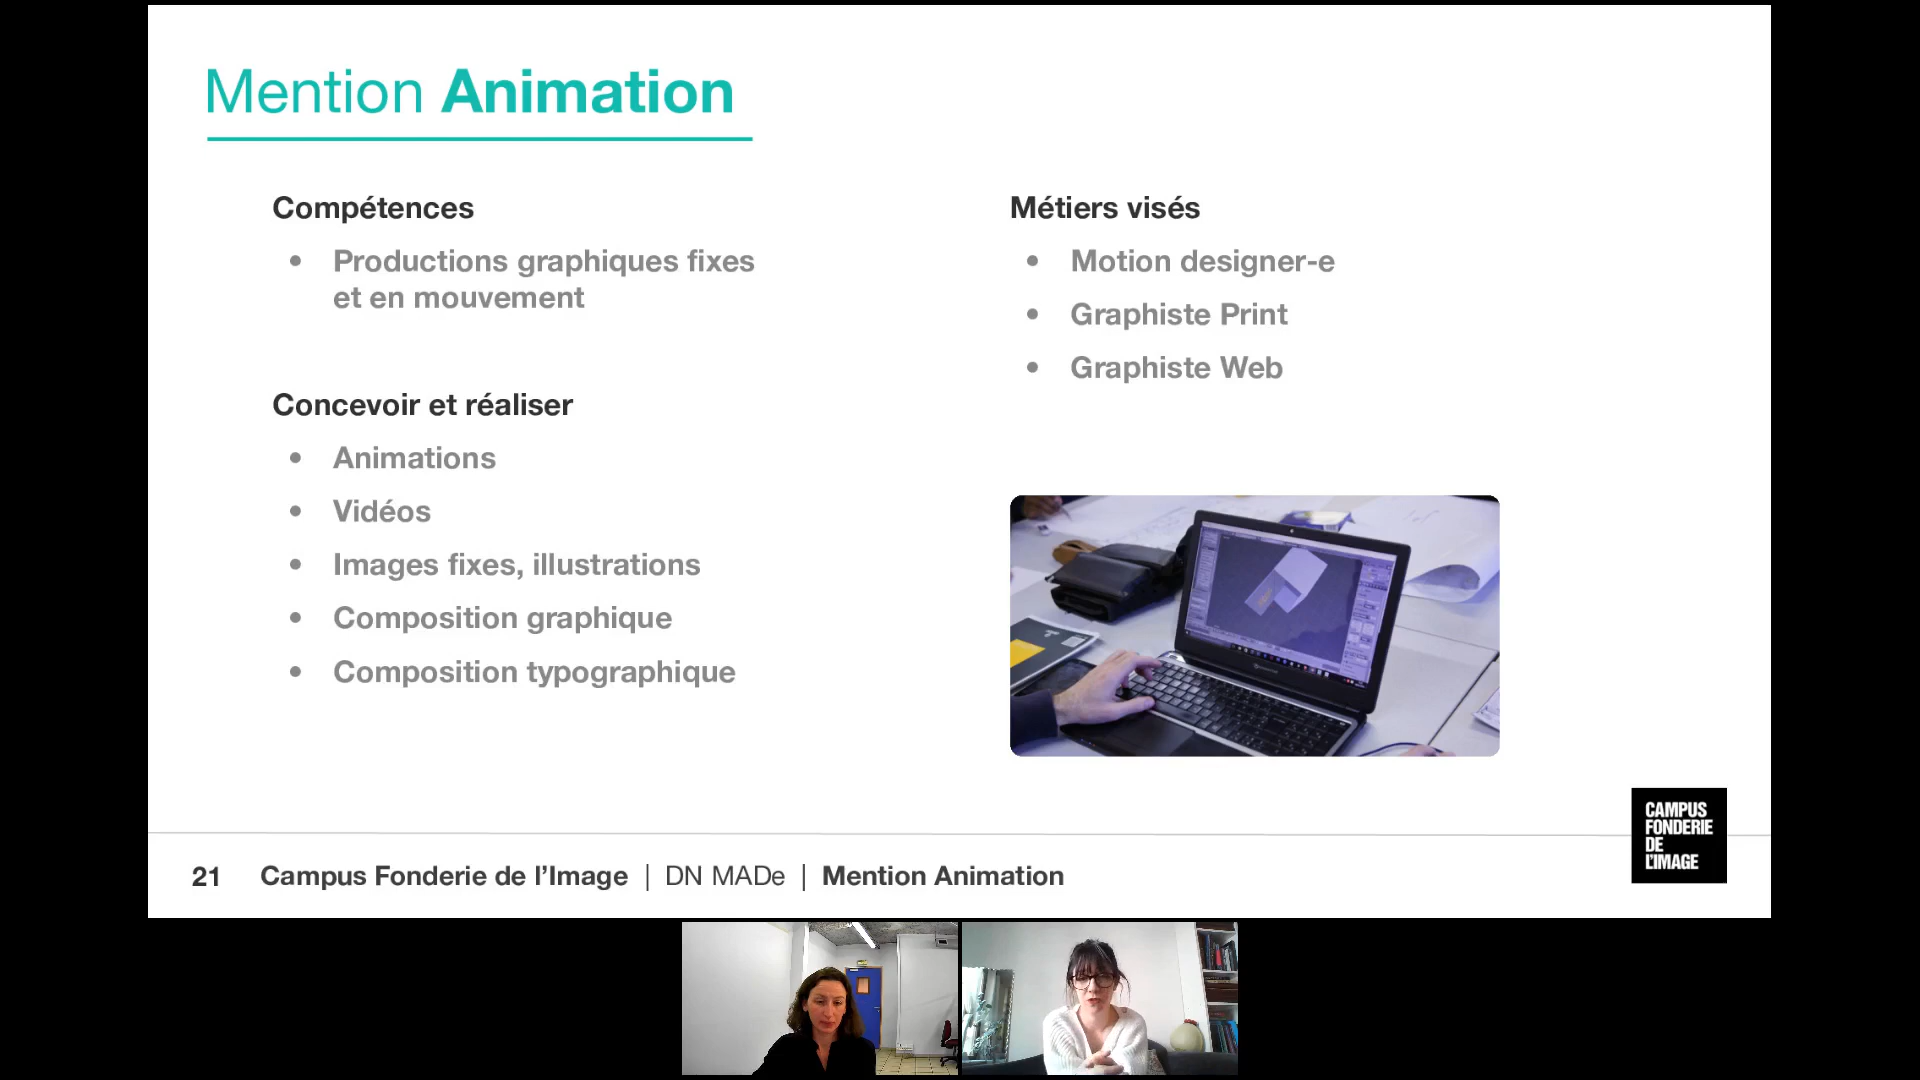 Mention Animation
Compétences
• Productions graphiques fixes
et en mouvement
Concevoir et réaliser
• Animations
• Vidéos
• Images fixes, illustrations
• Composition graphique
• Composition typographique
Métiers visés
• Motion designer-e
• Graphiste Print
• Graphiste Web
CAMPUS
FONDERIE
DE
L'IMAGE
21 Campus Fonderie de l’Image | DN MADe | Mention Animation